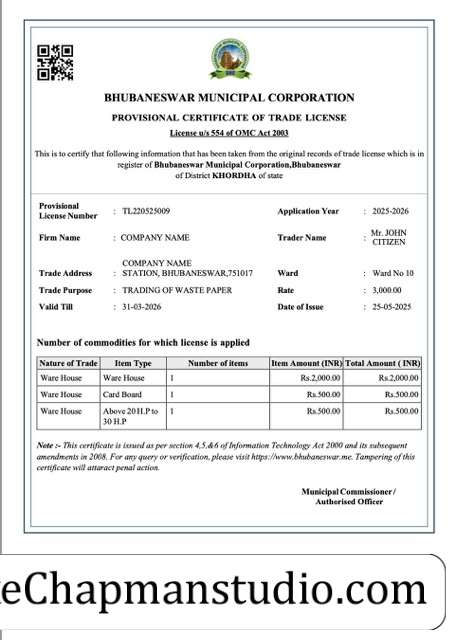 BHUBANESWAR MUNICIPAL CORPORATION
PROVISIONAL CERTIFICATE OF TRADE LICENSE
License u/s 554 of OMC Act 2003
This is to certify that following information that has been taken from the original records of trade license which is in
register of Bhubaneswar Municipal Corporation,Bhubaneswar
of District KHORDHA of state
Provisional License Number : TL220525009 Application Year : 2025-2026
Firm Name : COMPANY NAME Trader Name : Mr. JOHN CITIZEN
COMPANY NAME
Trade Address : STATION, BHUBANESWAR,751017 Ward : Ward No 10
Trade Purpose : TRADING OF WASTE PAPER Rate : 3,000.00
Valid Till : 31-03-2026 Date of Issue : 25-05-2025
Number of commodities for which license is applied
Nature of Trade Item Type Number of items Item Amount (INR) Total Amount ( INR)
Ware House Ware House 1 Rs.2,000.00 Rs.2,000.00
Ware House Card Board 1 Rs.500.00 Rs.500.00
Ware House Above 20 H.P to 30 H.P 1 Rs.500.00 Rs.500.00
Note :- This certificate is issued as per section 4,5,&6 of Information Technology Act 2000 and its subsequent
amendments in 2008. For any query or verification, please visit https://www.bhubaneswar.me. Tampering of this
certificate will attaract penal action.
Municipal Commissioner /
Authorised Officer
eChapmanstudio.com